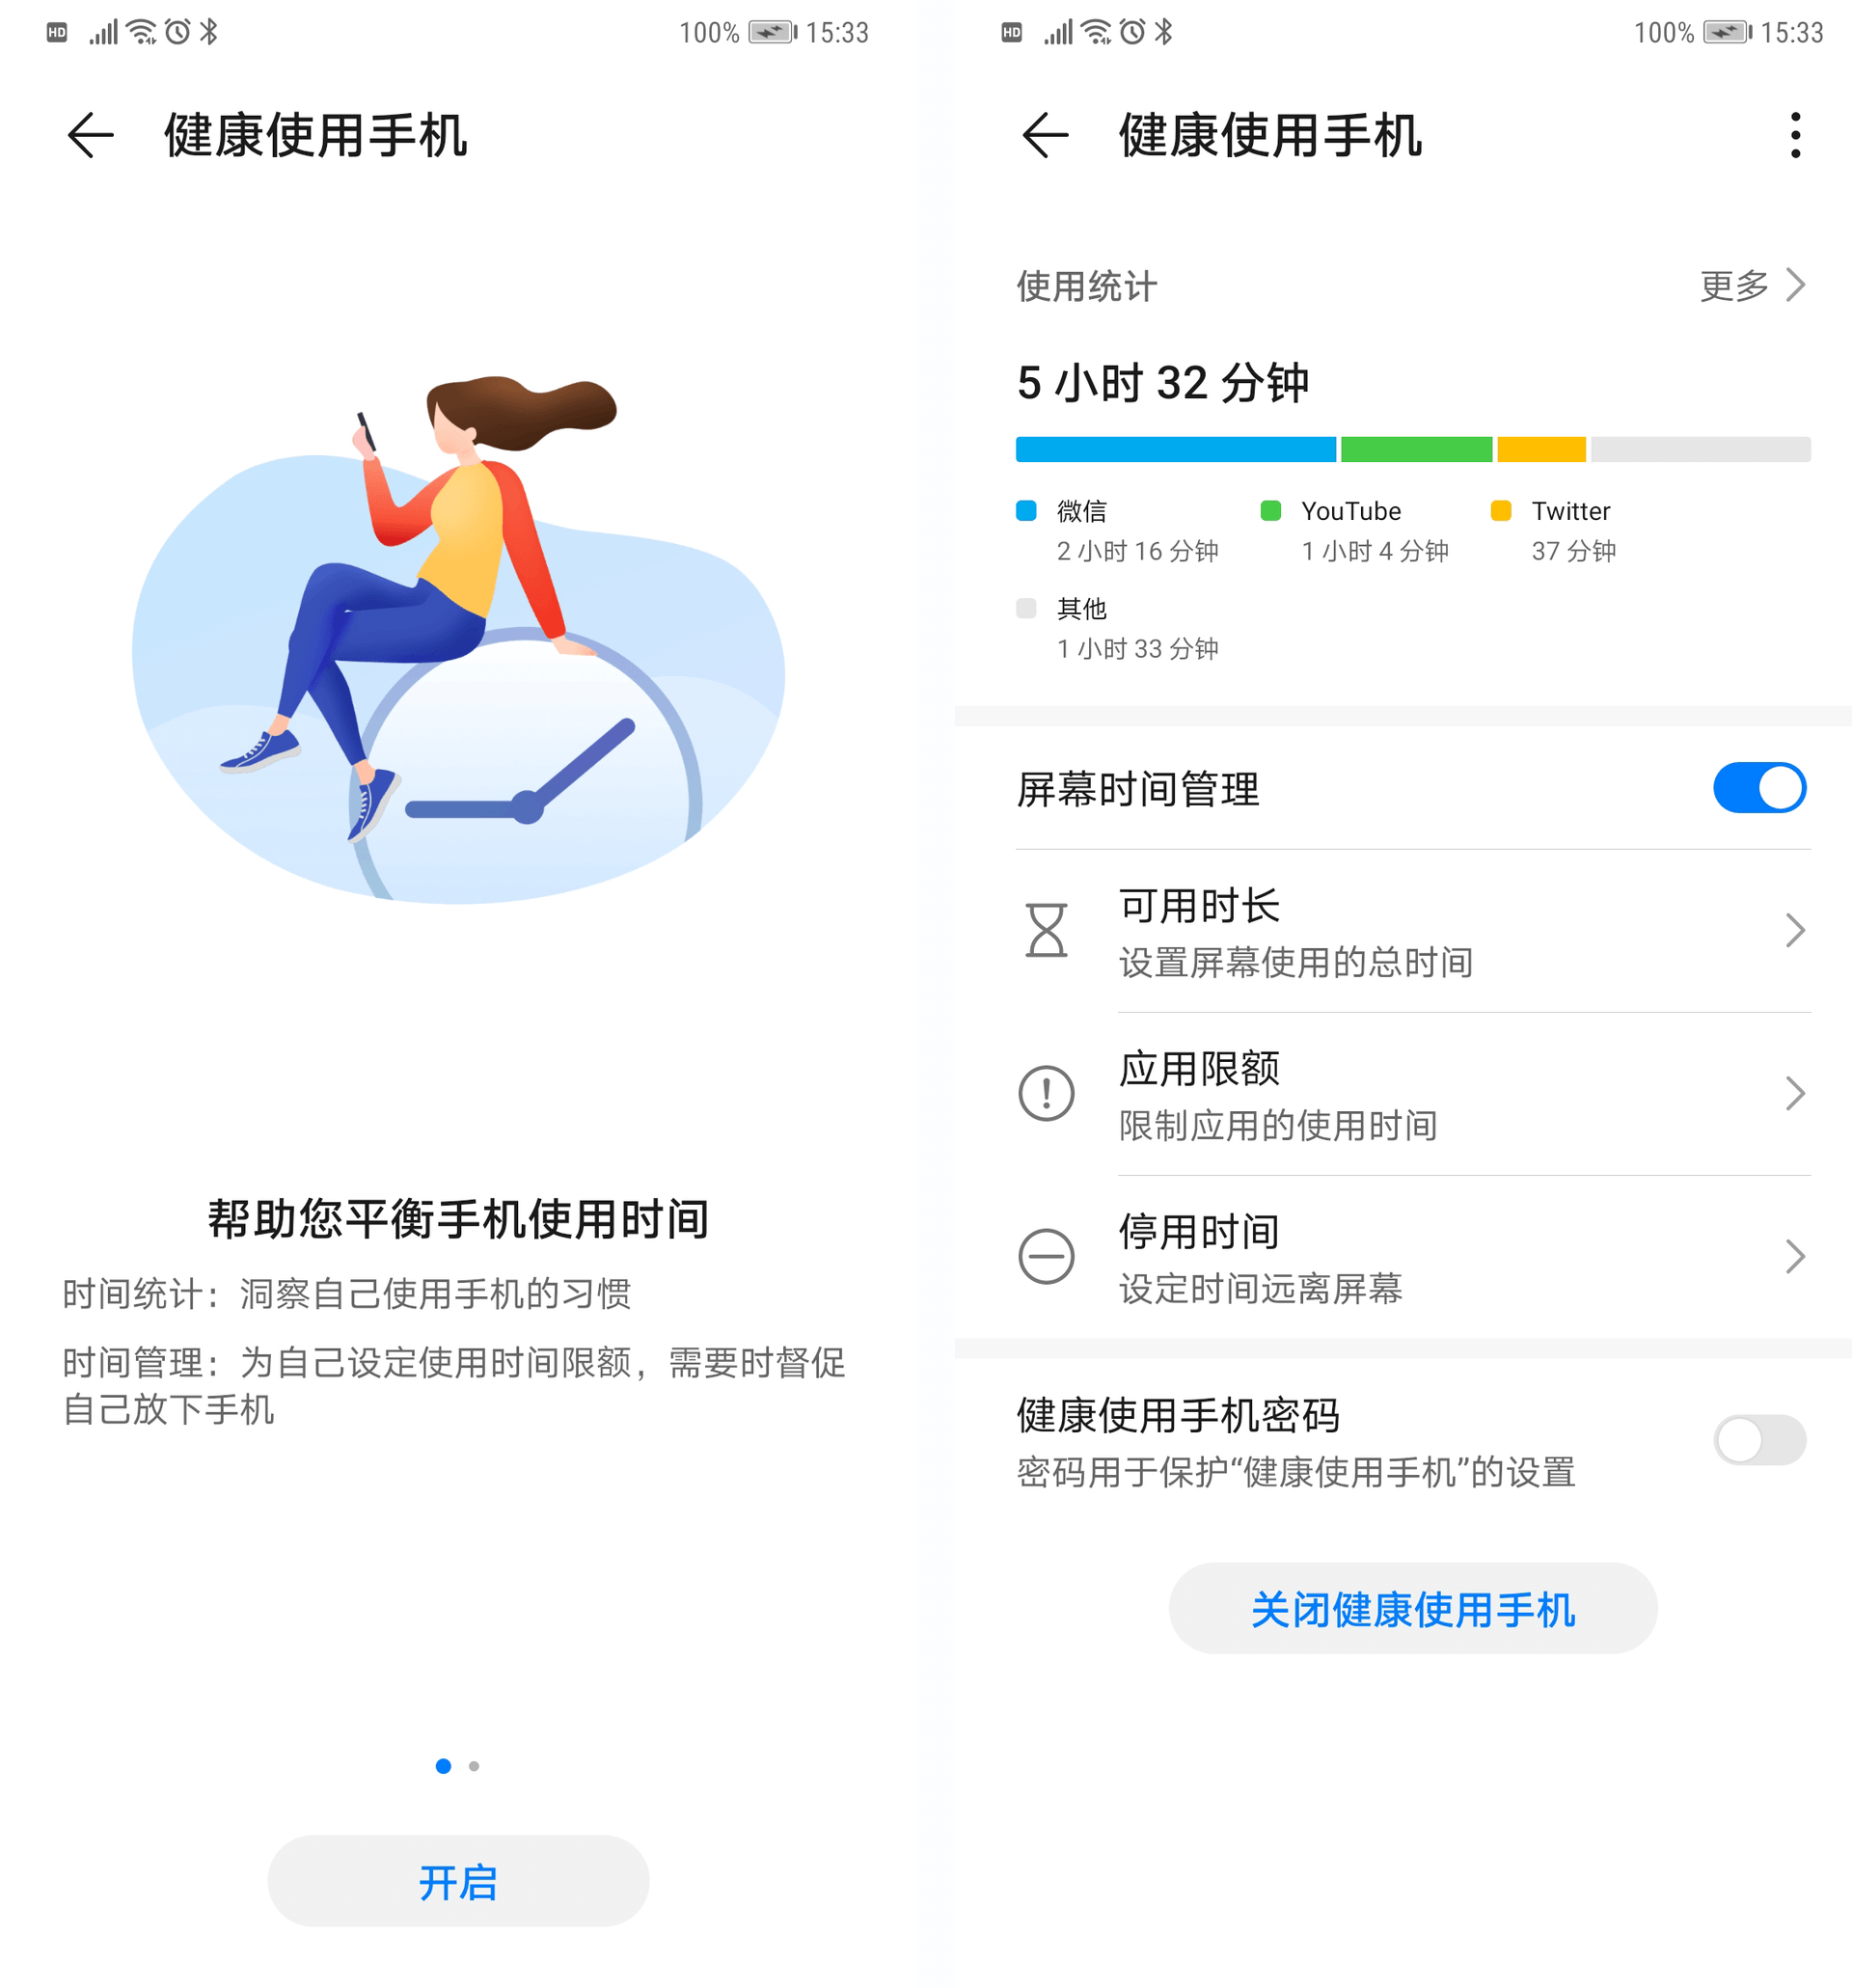 HD
100%
15:33
健康使用手机
帮助您平衡手机使用时间
时间统计：洞察自己使用手机的习惯
时间管理：为自己设定使用时间限额，需要时督促
自己放下手机
开启
HD
100%
15:33
健康使用手机
使用统计
更多
5 小时 32 分钟
微信
2 小时 16 分钟
YouTube
1 小时 4 分钟
Twitter
37 分钟
其他
1 小时 33 分钟
屏幕时间管理
可用时长
设置屏幕使用的总时间
应用限额
限制应用的使用时间
停用时间
设定时间远离屏幕
健康使用手机密码
密码用于保护“健康使用手机”的设置
关闭健康使用手机